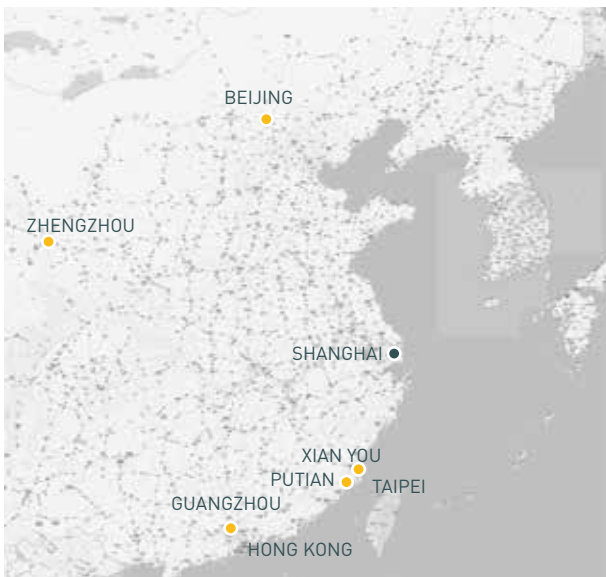 BEIJING
ZHENGZHOU
SHANGHAI
XIAN YOU
PUTIAN
TAIPEI
GUANGZHOU
HONG KONG